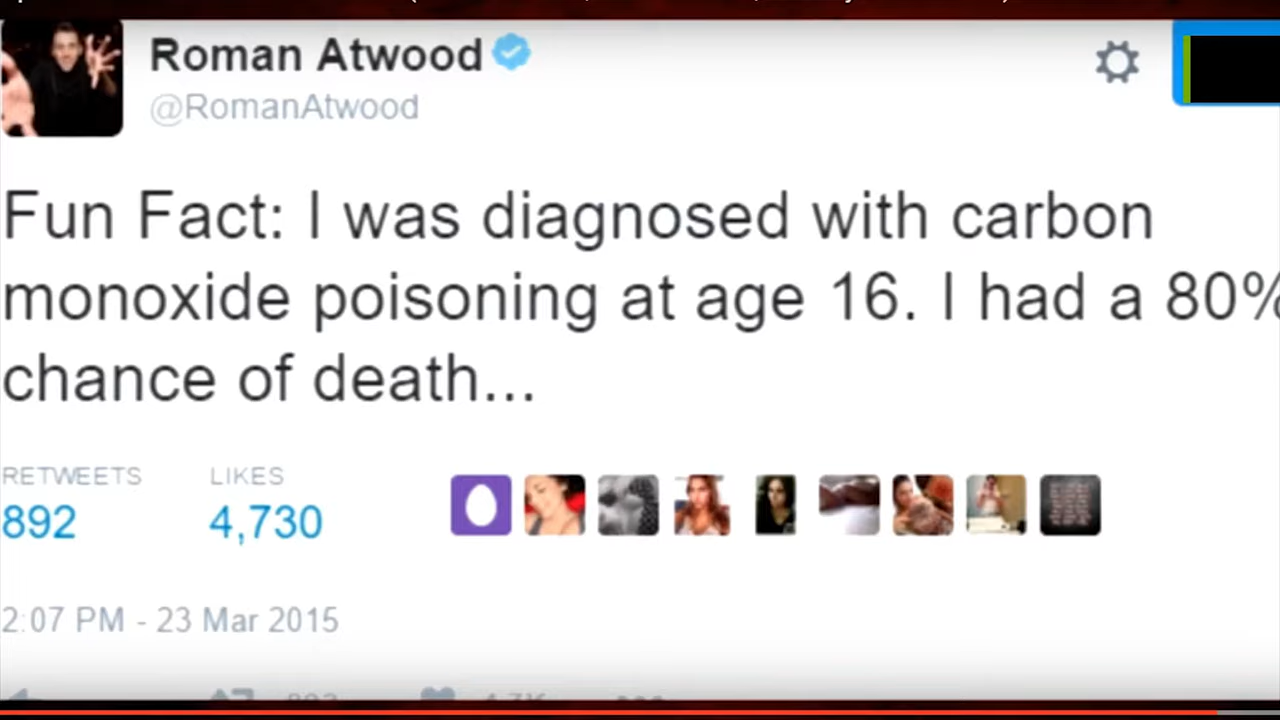 Roman Atwood
@RomanAtwood
Fun Fact: I was diagnosed with carbon
monoxide poisoning at age 16. I had a 80%
chance of death...
RETWEETS LIKES
892 4,730
2:07 PM - 23 Mar 2015